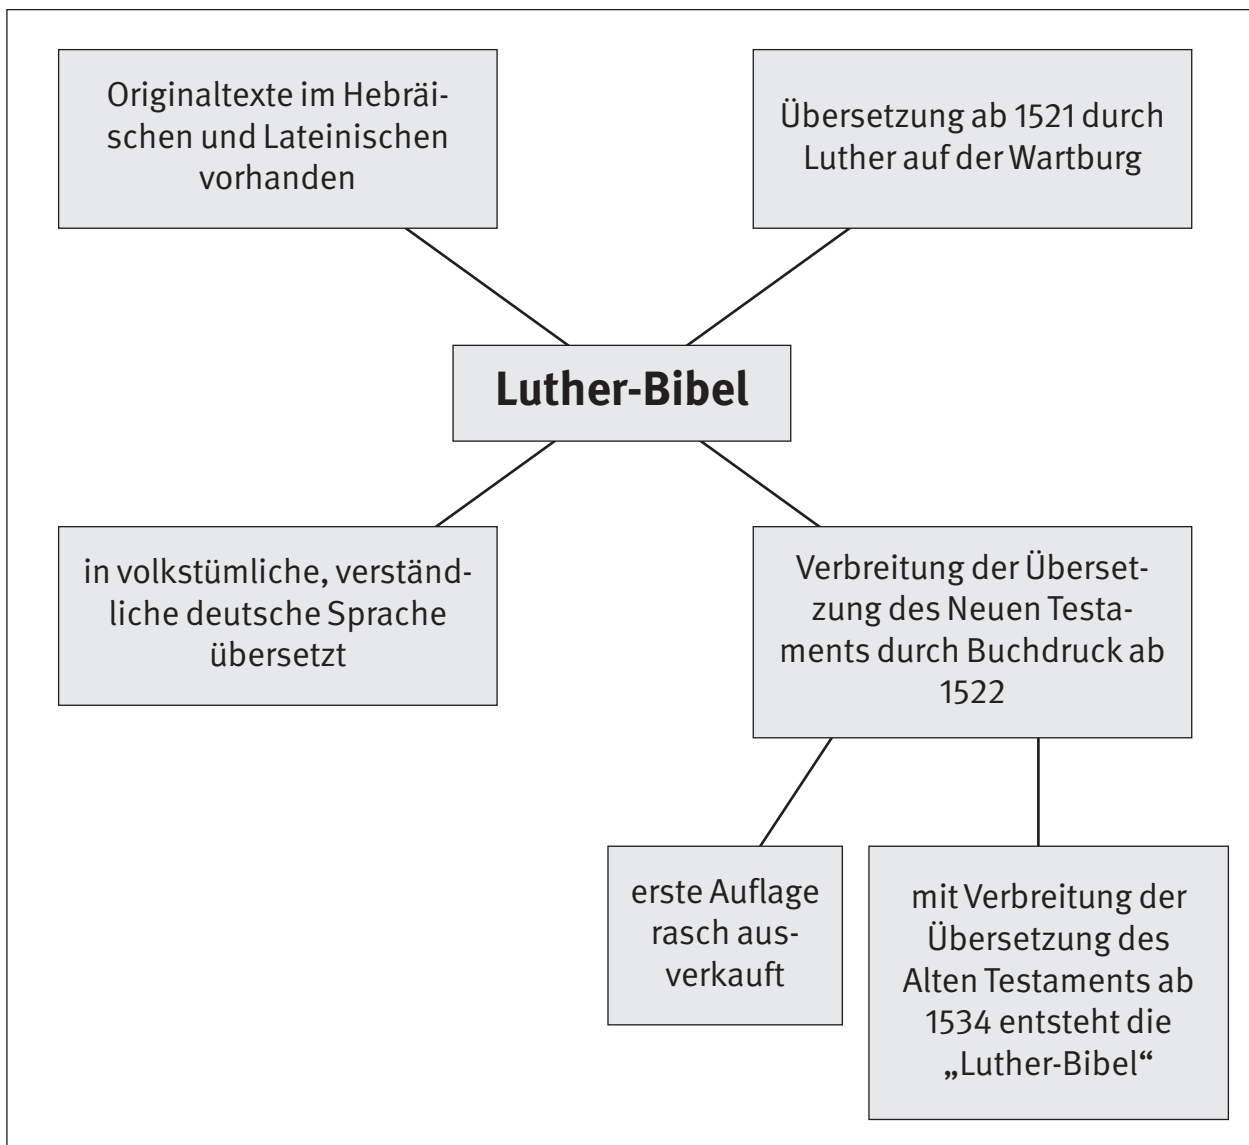 Originaltexte im Hebräi-
schen und Lateinischen
vorhanden
Übersetzung ab 1521 durch
Luther auf der Wartburg
Luther-Bibel
in volkstümliche, verständ-
liche deutsche Sprache
übersetzt
Verbreitung der Überset-
zung des Neuen Testa-
ments durch Buchdruck ab
1522
erste Auflage
rasch aus-
verkauft
mit Verbreitung der
Übersetzung des
Alten Testaments ab
1534 entsteht die
„Luther-Bibel“